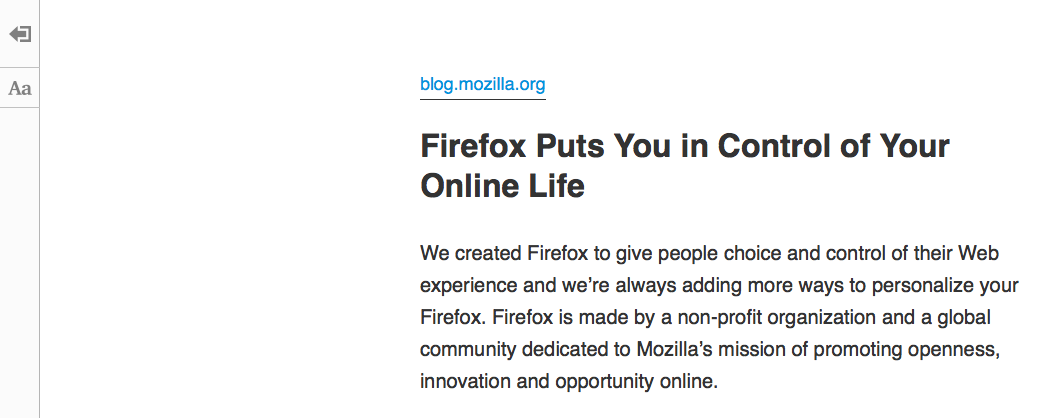 Aa
blog.mozilla.org
Firefox Puts You in Control of Your
Online Life
We created Firefox to give people choice and control of their Web
experience and we’re always adding more ways to personalize your
Firefox. Firefox is made by a non-profit organization and a global
community dedicated to Mozilla’s mission of promoting openness,
innovation and opportunity online.